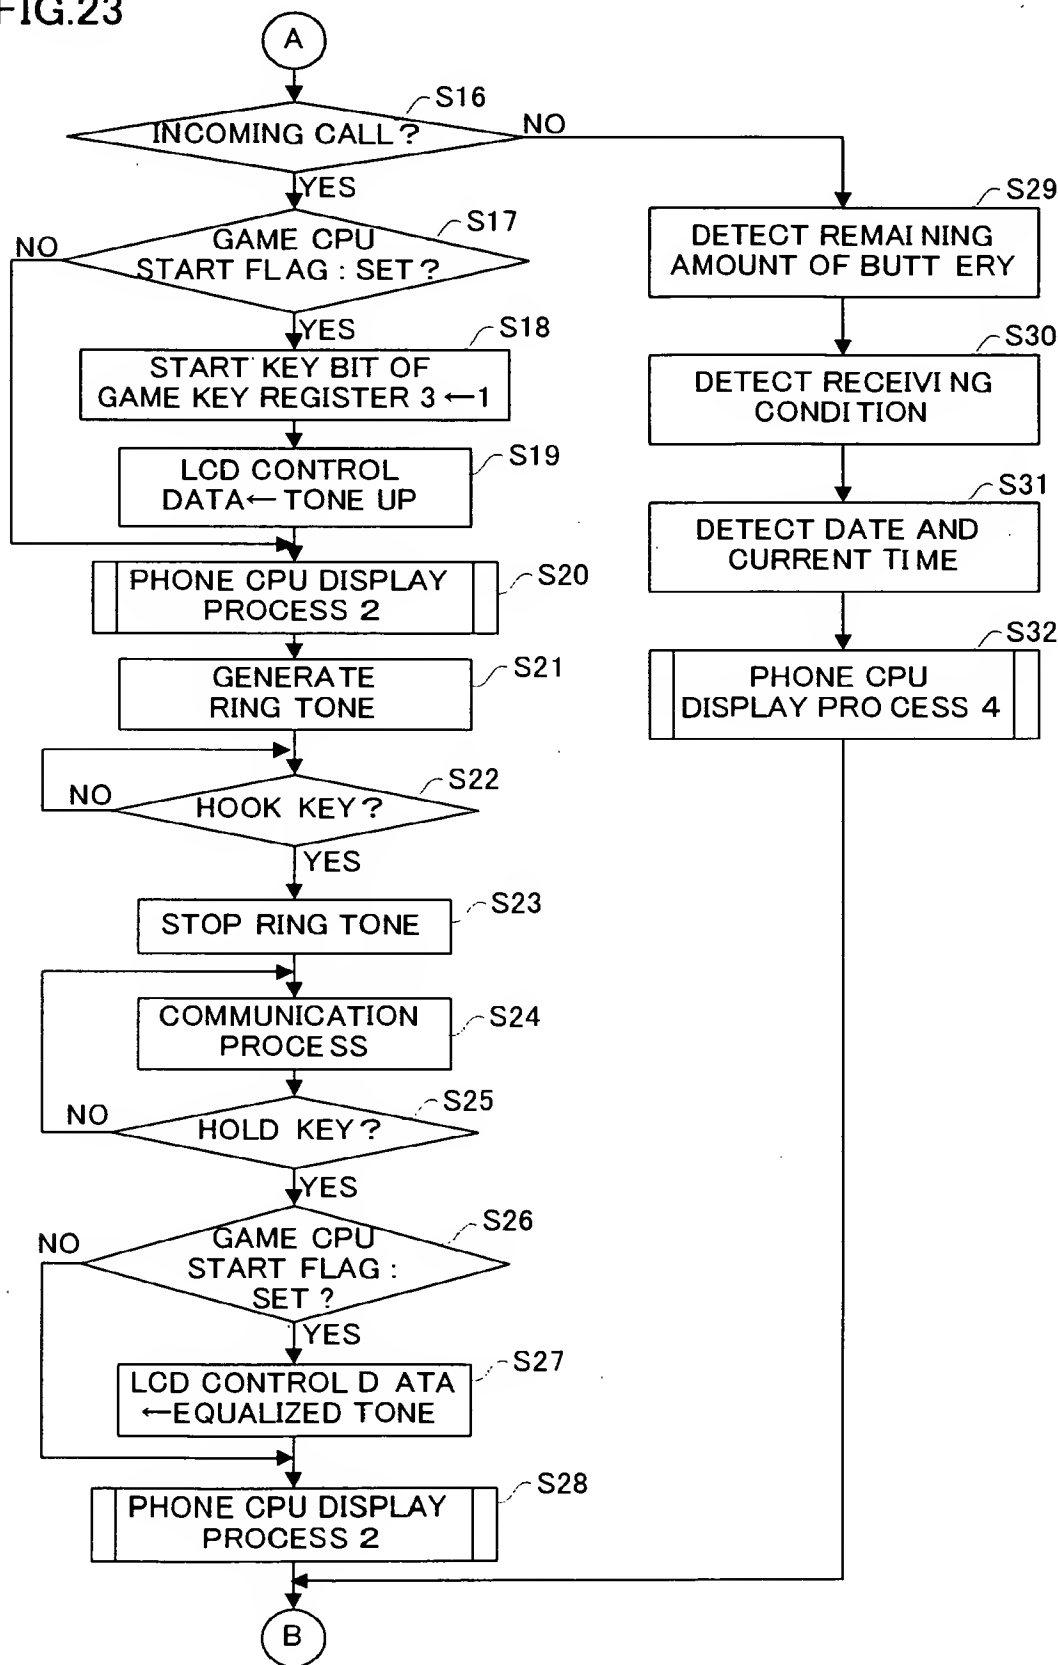 FIG.23
A
S16
INCOMING CALL?
NO
YES
S17
GAME CPU
START FLAG : SET?
NO
YES
S18
START KEY BIT OF
GAME KEY REGISTER 3 ←1
S19
LCD CONTROL
DATA← TONE UP
S20
PHONE CPU DISPLAY
PROCESS 2
S21
GENERATE
RING TONE
S22
HOOK KEY?
NO
YES
S23
STOP RING TONE
S24
COMMUNICATION
PROCESS
S25
HOLD KEY?
NO
YES
S26
GAME CPU
START FLAG :
SET ?
NO
YES
S27
LCD CONTROL D ATA
←EQUALIZED TONE
S28
PHONE CPU DISPLAY
PROCESS 2
S29
DETECT REMAINING
AMOUNT OF BUTT ERY
S30
DETECT RECEIVING
CONDITION
S31
DETECT DATE AND
CURRENT TIME
S32
PHONE CPU
DISPLAY PROCESS 4
B